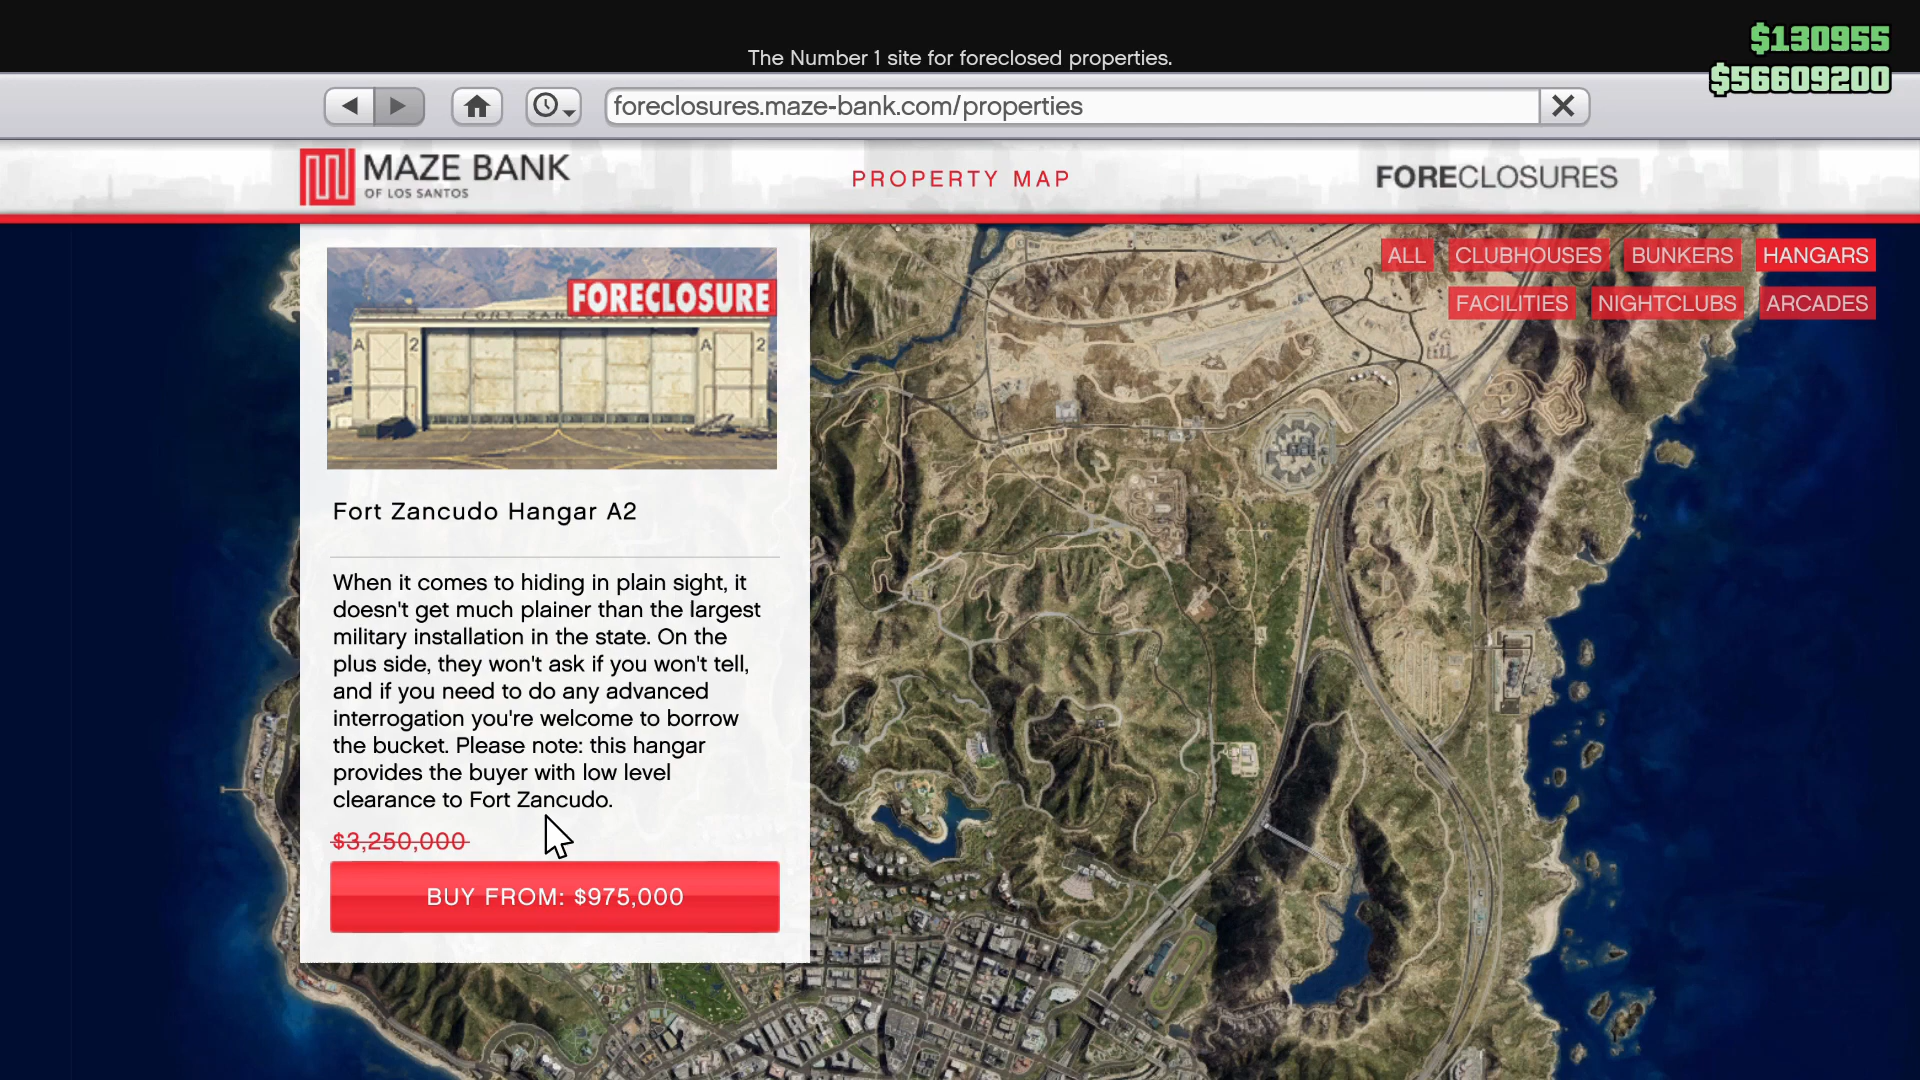 $130955
The Number 1 site for foreclosed properties.
$56609200
foreclosures.maze-bank.com/properties
MAZE BANK
OF LOS SANTOS
PROPERTY MAP
FORECLOSURES
ALL
CLUBHOUSES
BUNKERS
HANGARS
FACILITIES
NIGHTCLUBS
ARCADES
FORECLOSURE
A 2
A 2
Fort Zancudo Hangar A2
When it comes to hiding in plain sight, it
doesn't get much plainer than the largest
military installation in the state. On the
plus side, they won't ask if you won't tell,
and if you need to do any advanced
interrogation you're welcome to borrow
the bucket. Please note: this hangar
provides the buyer with low level
clearance to Fort Zancudo.
$3,250,000
BUY FROM: $975,000